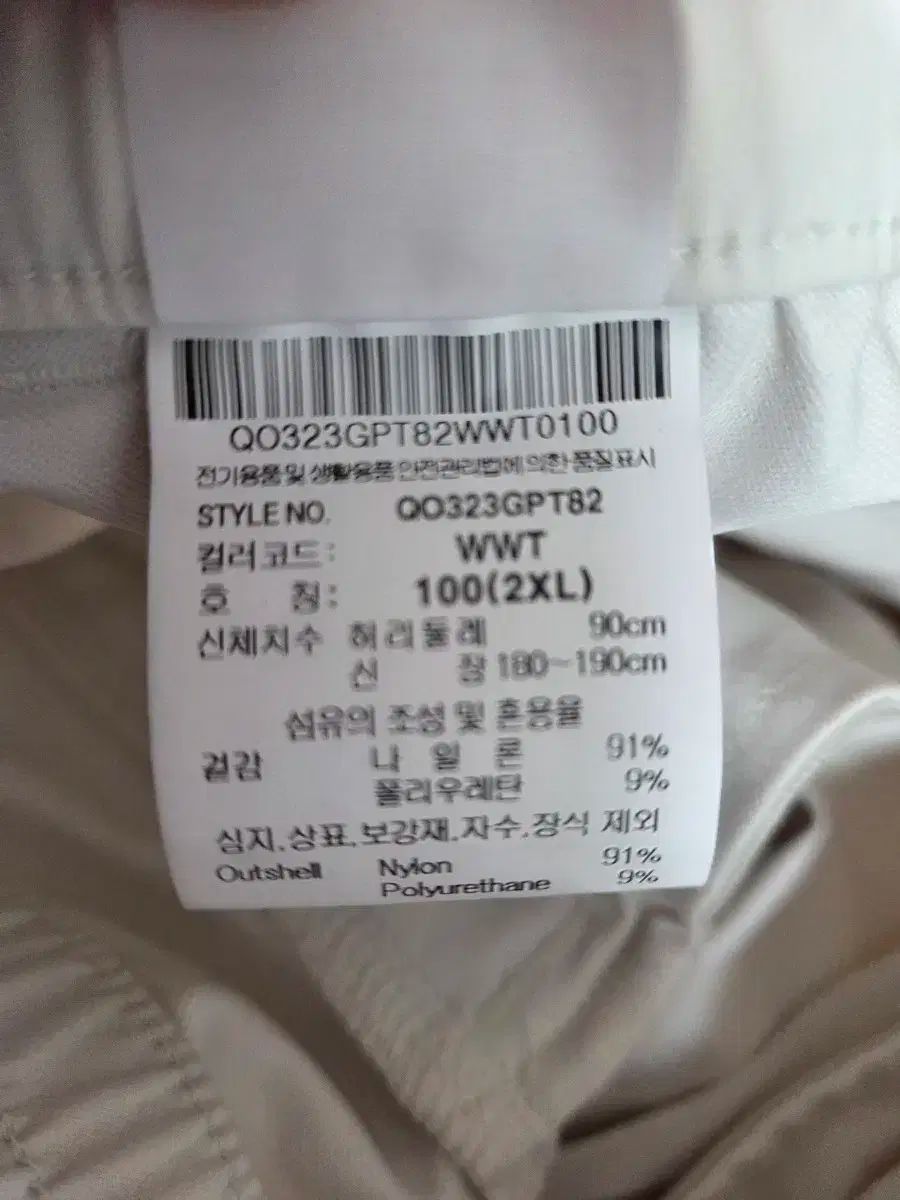 QO323GPT82WWT0100
전기용품 및 생활용품 안전관리법에 의한 품질표시
STYLE NO. QO323GPT82
컬러코드: WWT
호 칭: 100(2XL)
신체치수 허리둘레 90cm
신 장 180~190cm
섬유의 조성 및 혼용율
겉감 나 일 론 91%
폴리우레탄 9%
심지.상표.보강재.자수.장식 제외
Outshell Nylon 91%
Polyurethane 9%